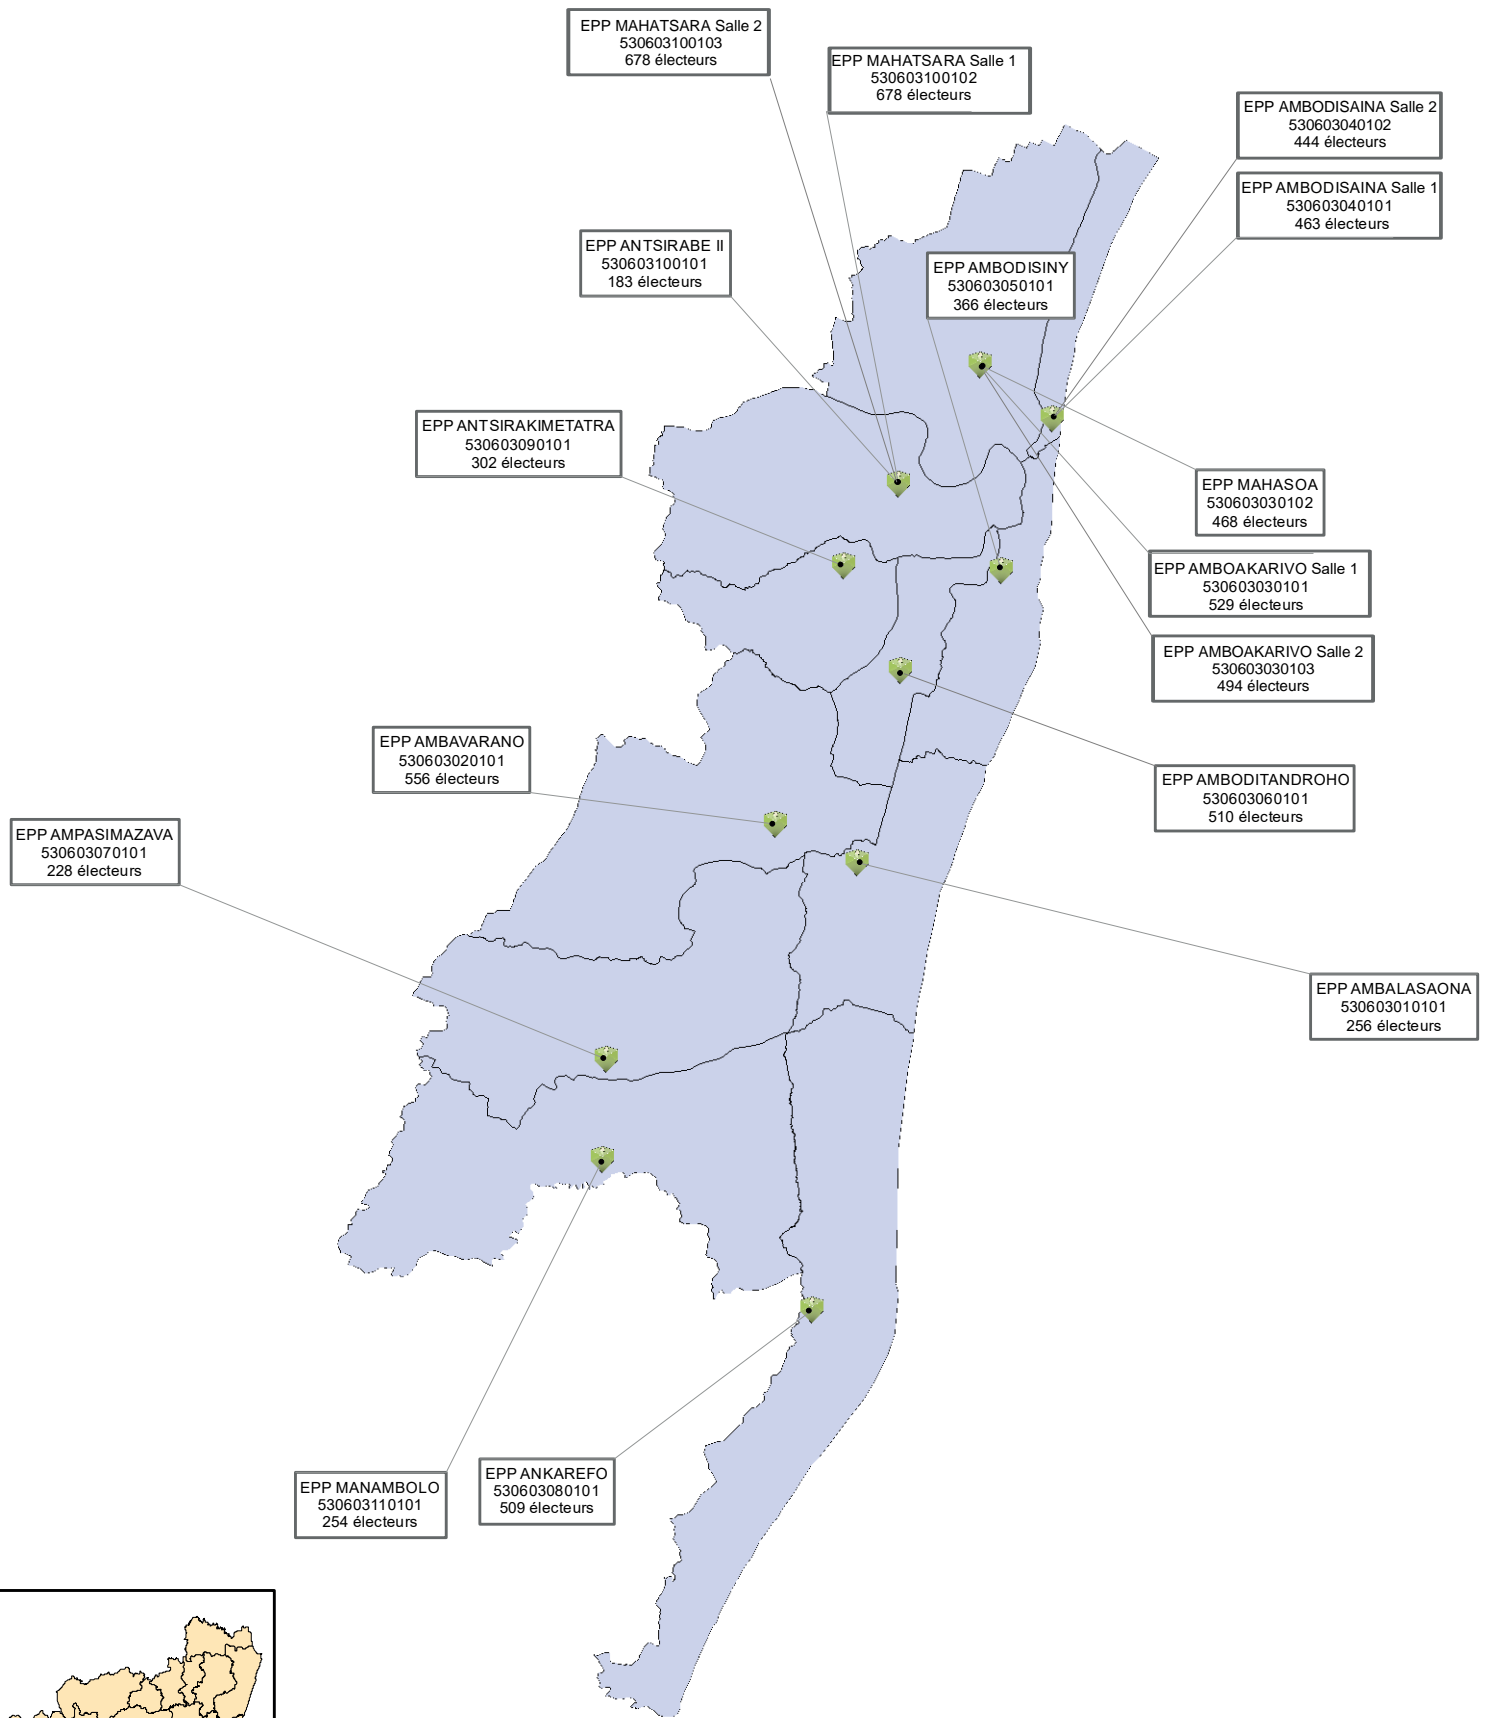 EPP MAHATSARA Salle 2
530603100103
678 électeurs
EPP MAHATSARA Salle 1
530603100102
678 électeurs
EPP AMBODISAINA Salle 2
530603040102
444 électeurs
EPP AMBODISAINA Salle 1
530603040101
463 électeurs
EPP ANTSIRABE II
530603100101
183 électeurs
EPP AMBODISINY
530603050101
366 électeurs
EPP ANTSIRAKIMETATRA
530603090101
302 électeurs
EPP MAHASOA
530603030102
468 électeurs
EPP AMBOAKARIVO Salle 1
530603030101
529 électeurs
EPP AMBOAKARIVO Salle 2
530603030103
494 électeurs
EPP AMBAVARANO
530603020101
556 électeurs
EPP AMBODITANDROHO
530603060101
510 électeurs
EPP AMPASIMAZAVA
530603070101
228 électeurs
EPP AMBALASAONA
530603010101
256 électeurs
EPP MANAMBOLO
530603110101
254 électeurs
EPP ANKAREFO
530603080101
509 électeurs